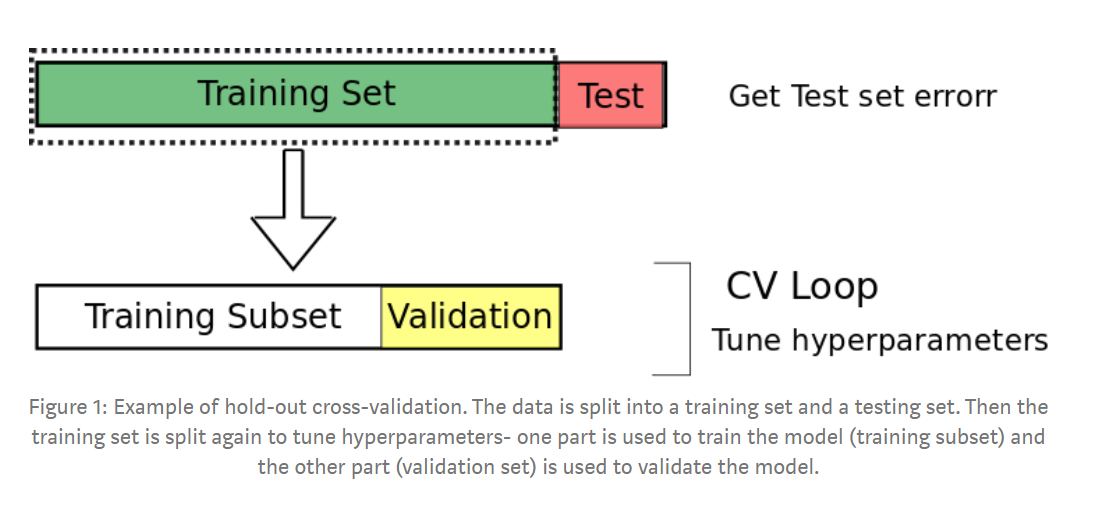 Training Set
Test
Get Test set errorr
Training Subset
Validation
CV Loop
Tune hyperparameters
Figure 1: Example of hold-out cross-validation. The data is split into a training set and a testing set. Then the
training set is split again to tune hyperparameters- one part is used to train the model (training subset) and
the other part (validation set) is used to validate the model.